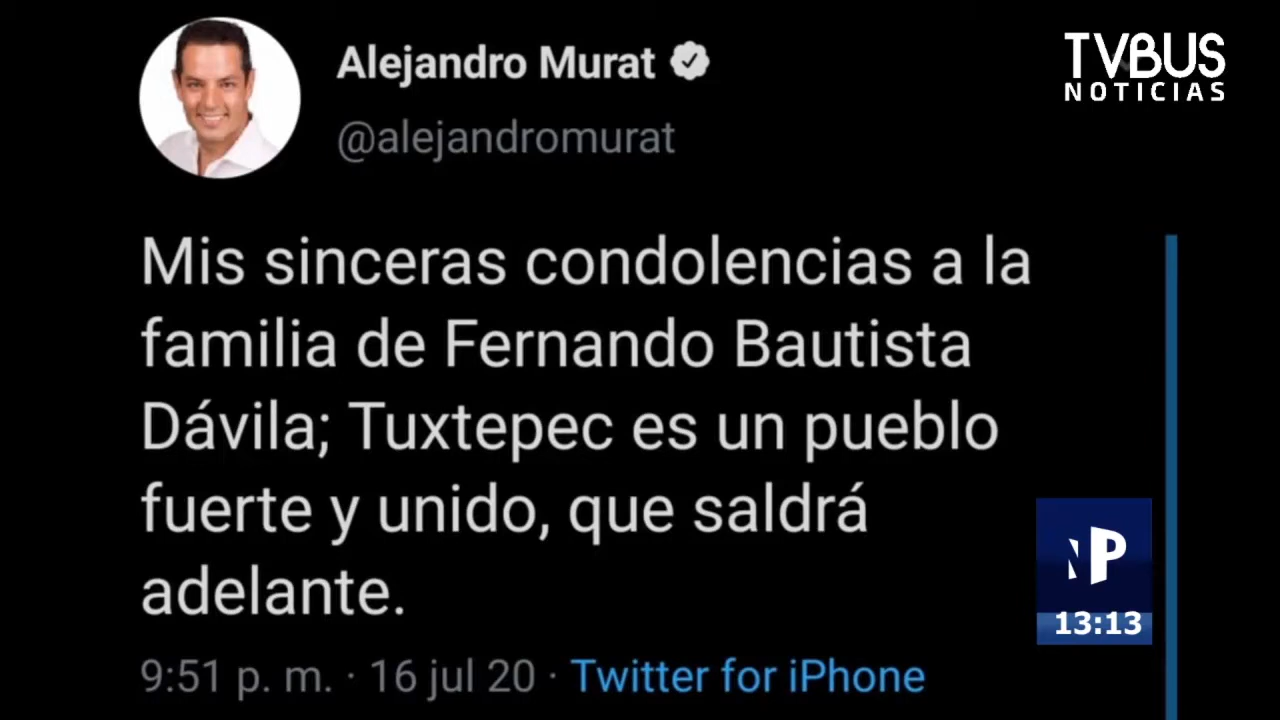 Alejandro Murat
@alejandromurat
TVBUS
NOTICIAS
Mis sinceras condolencias a la
familia de Fernando Bautista
Dávila; Tuxtepec es un pueblo
fuerte y unido, que saldrá
adelante.
NP
13:13
9:51 p. m. · 16 jul 20 · Twitter for iPhone